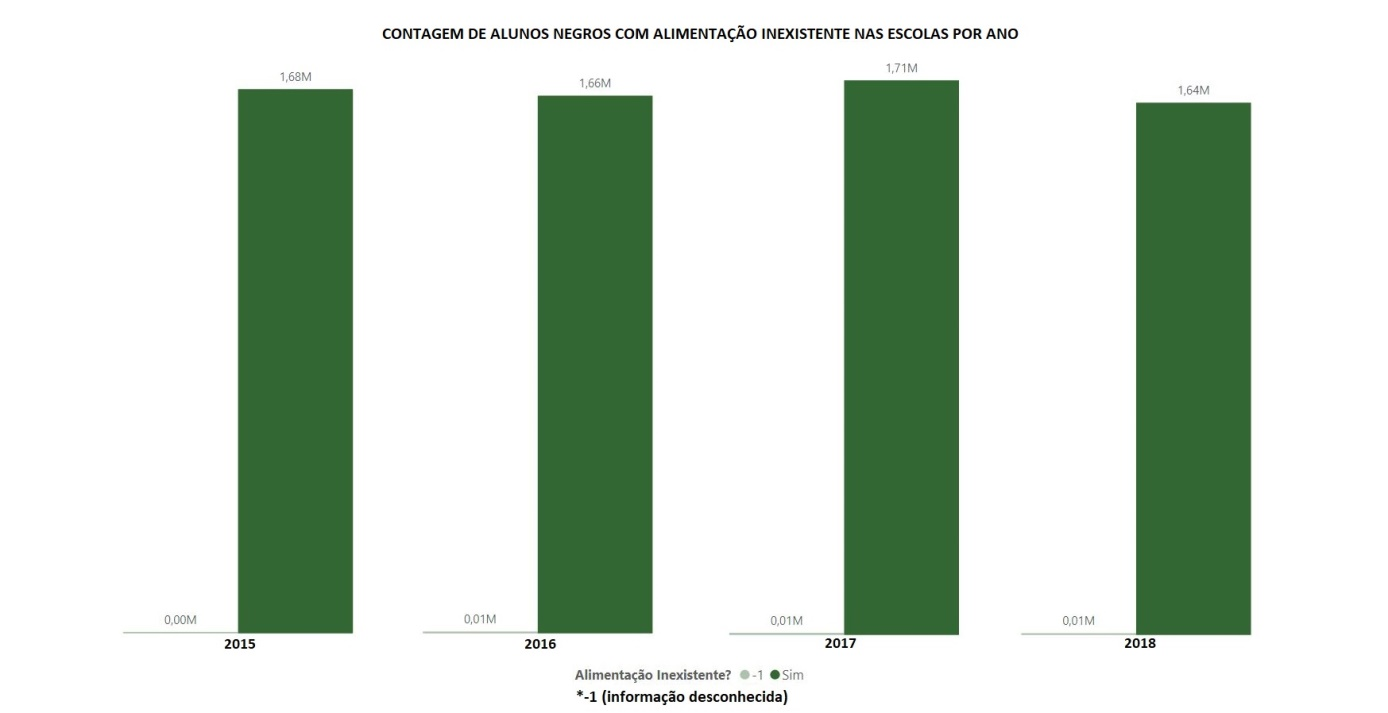 CONTAGEM DE ALUNOS NEGROS COM ALIMENTAÇÃO INEXISTENTE NAS ESCOLAS POR ANO
1,68M
1,66M
1,71M
1,64M
0,00M
0,01M
0,01M
0,01M
2015
2016
2017
2018
Alimentação Inexistente? -1 Sim
*-1 (informação desconhecida)